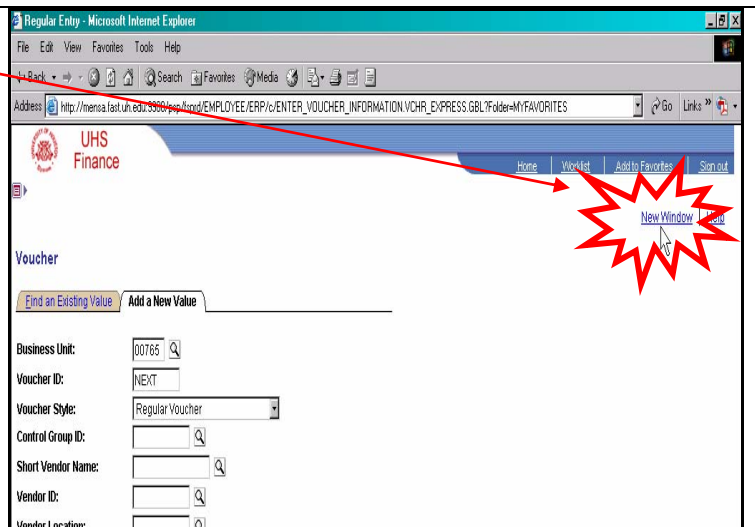 Regular Entry - Microsoft Internet Explorer
File Edit View Favorites Tools Help
Back Search Favorites Media
Address http://mensa.fast.uh.edu:9300/psp/fsprd/EMPLOYEE/ERP/c/ENTER_VOUCHER_INFORMATION.VCHR_EXPRESS.GBL?Folder=MYFAVORITES Go Links »
UHS
Finance
Home Worklist Add to Favorites Sign out
New Window Help
Voucher
Find an Existing Value Add a New Value
Business Unit: 00765
Voucher ID: NEXT
Voucher Style: Regular Voucher
Control Group ID:
Short Vendor Name:
Vendor ID:
Vendor Location: